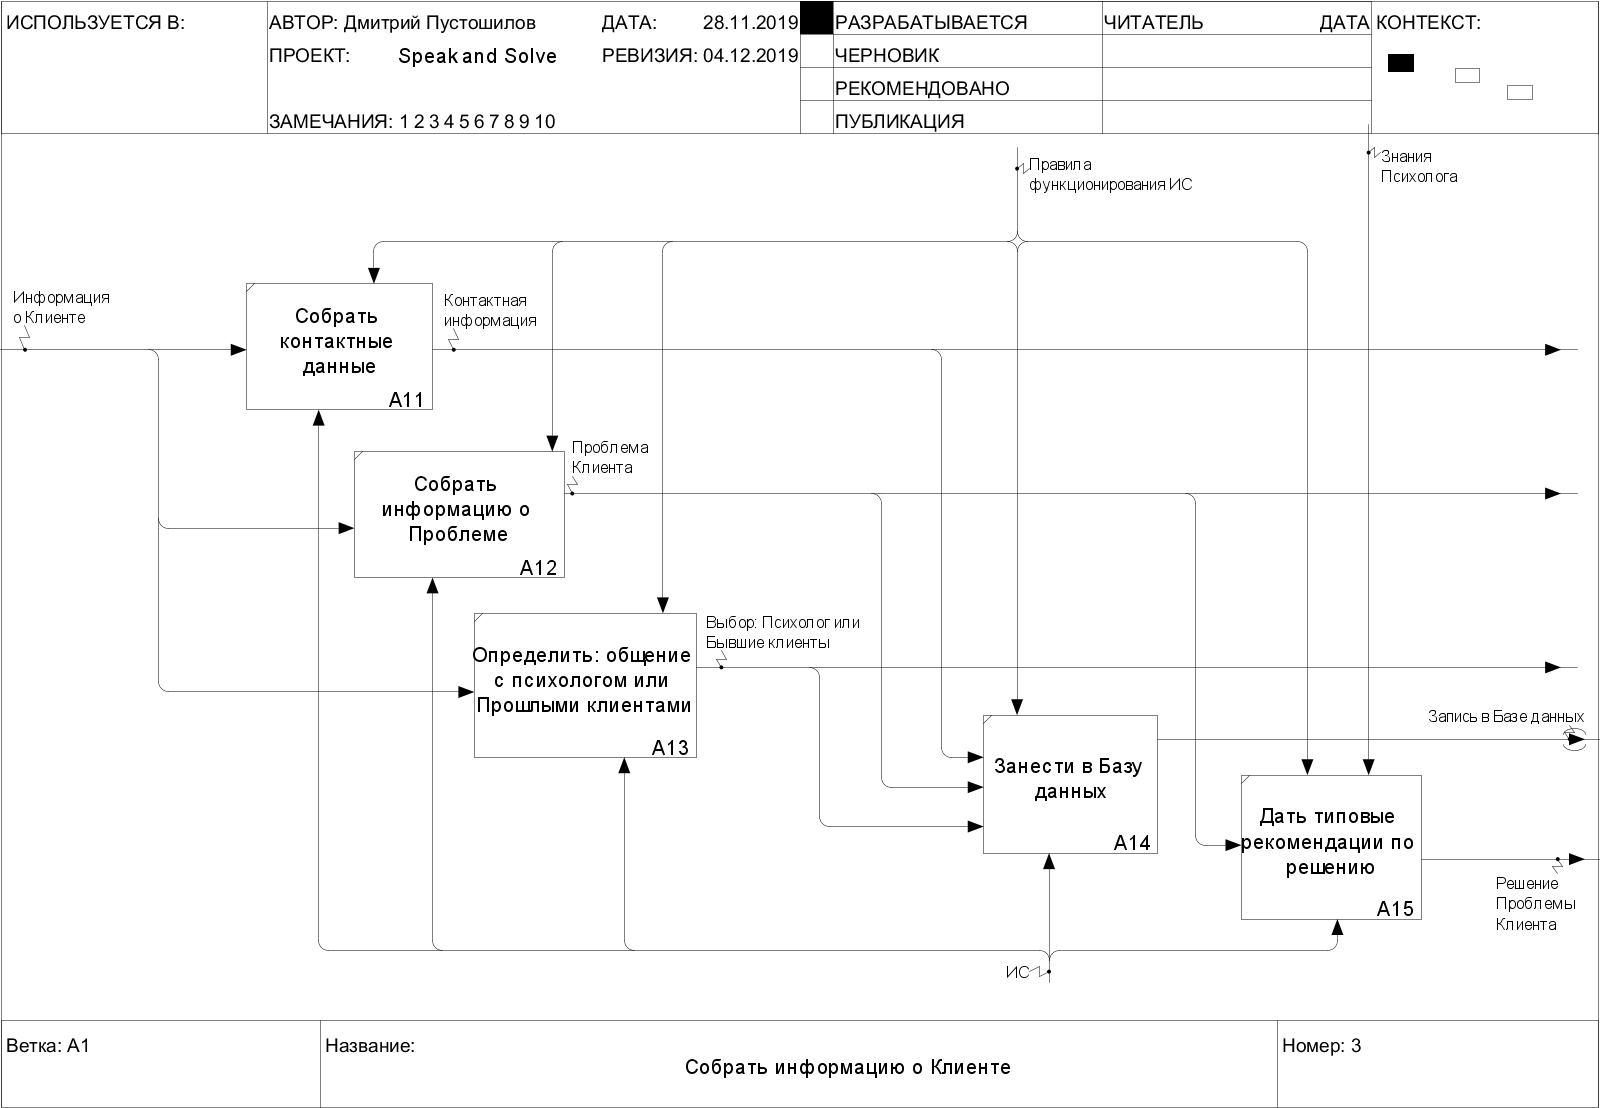 ИСПОЛЬЗУЕТСЯ В:
АВТОР: Дмитрий Пустошилов
ДАТА: 28.11.2019
ПРОЕКТ: Speak and Solve
РЕВИЗИЯ: 04.12.2019
ЗАМЕЧАНИЯ: 1 2 3 4 5 6 7 8 9 10
РАЗРАБАТЫВАЕТСЯ
ЧЕРНОВИК
РЕКОМЕНДОВАНО
ПУБЛИКАЦИЯ
ЧИТАТЕЛЬ
ДАТА
КОНТЕКСТ:
Правила
функционирования ИС
Знания
Психолога
Информация
о Клиенте
Собрать
контактные
данные
A11
Контактная
информация
Собрать
информацию о
Проблеме
A12
Проблема
Клиента
Определить: общение
с психологом или
Прошлыми клиентами
A13
Выбор: Психолог или
Бывшие клиенты
Занести в Базу
данных
A14
Запись в Базе данных
Дать типовые
рекомендации по
решению
A15
Решение
Проблемы
Клиента
ИС
Ветка: A1
Название:
Собрать информацию о Клиенте
Номер: 3